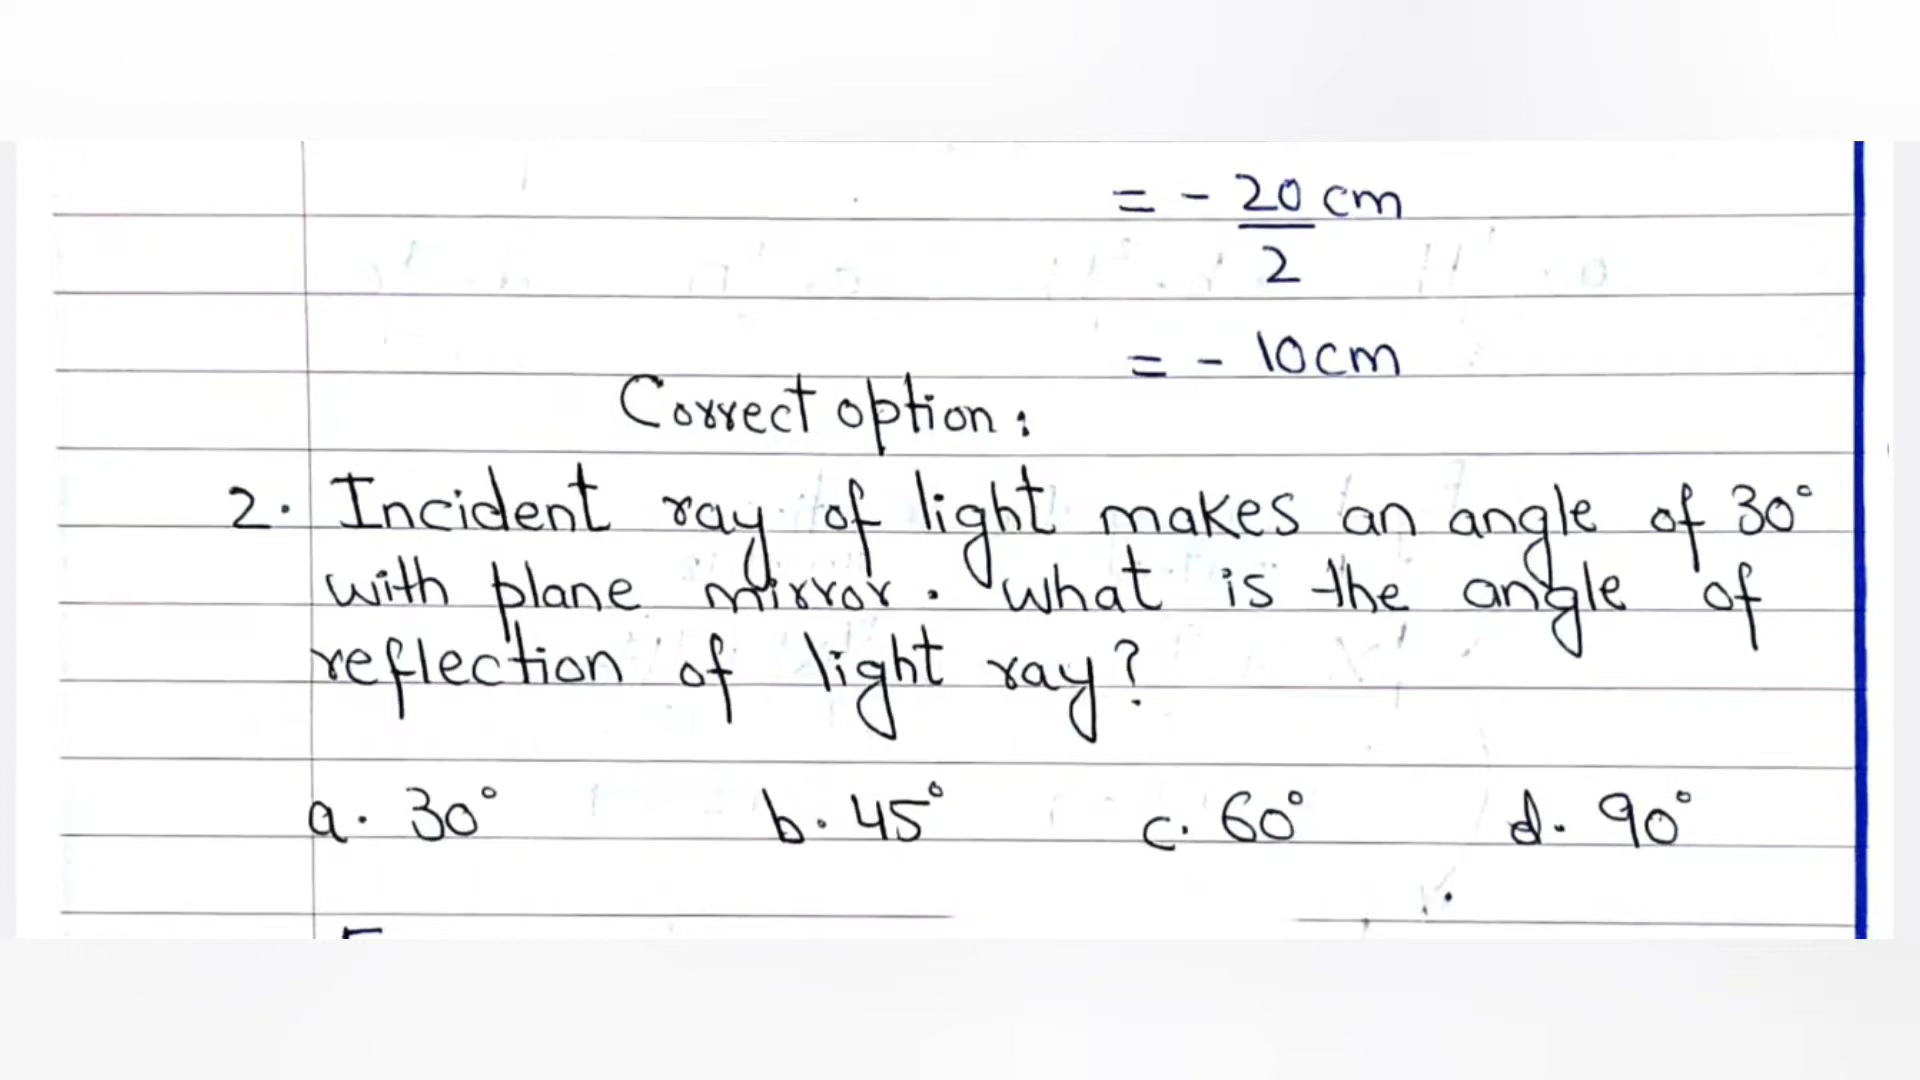 = - 20 cm
2
= - 10cm
Correct option:
2. Incident ray of light makes an angle of 30°
with plane mirror. What is the angle of
reflection of light ray?
a. 30° b. 45° c. 60° d. 90°